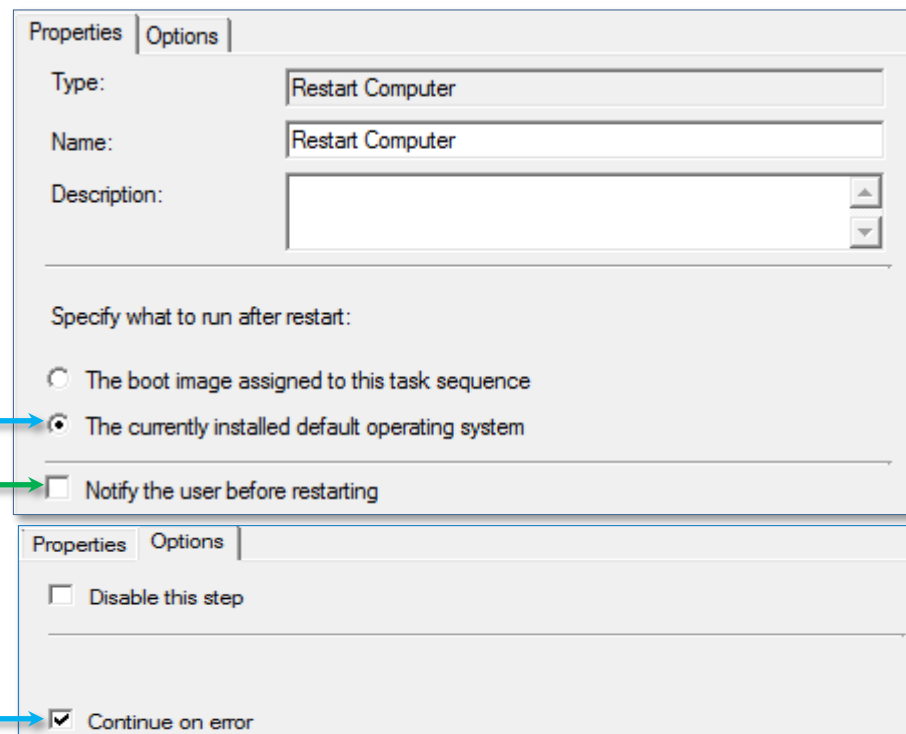 Properties Options
Type: Restart Computer
Name: Restart Computer
Description:
Specify what to run after restart:
The boot image assigned to this task sequence
The currently installed default operating system
Notify the user before restarting
Properties Options
Disable this step
Continue on error